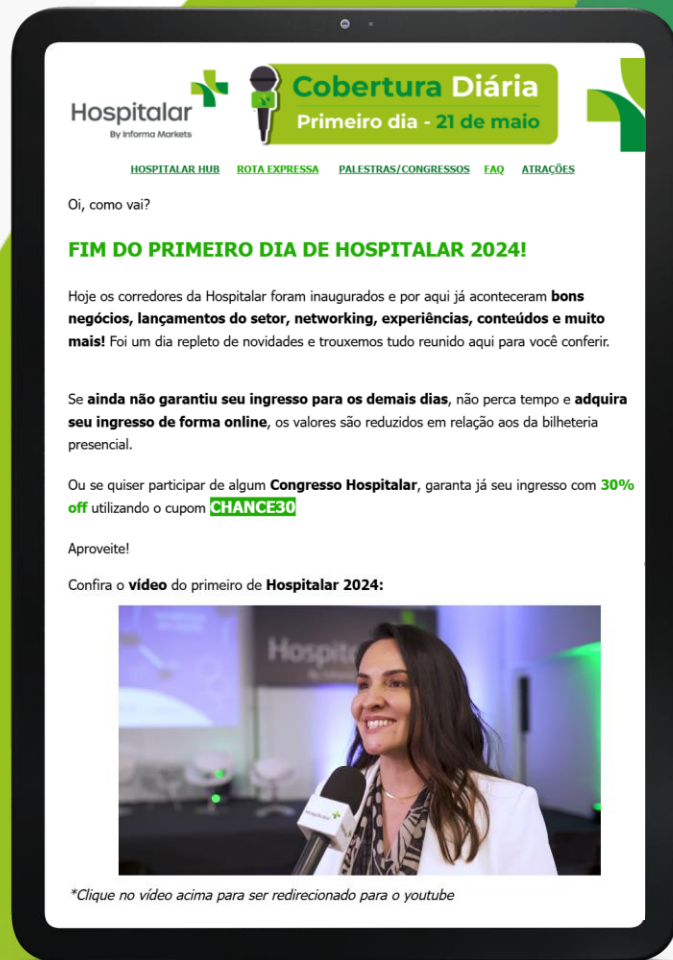 Hospitalar
By Informa Markets
Cobertura Diária
Primeiro dia - 21 de maio
HOSPITALAR HUB ROTA EXPRESSA PALESTRAS/CONGRESSOS FAQ ATRAÇÕES
Oi, como vai?
FIM DO PRIMEIRO DIA DE HOSPITALAR 2024!
Hoje os corredores da Hospitalar foram inaugurados e por aqui já aconteceram bons
negócios, lançamentos do setor, networking, experiências, conteúdos e muito
mais! Foi um dia repleto de novidades e trouxemos tudo reunido aqui para você conferir.
Se ainda não garantiu seu ingresso para os demais dias, não perca tempo e adquira
seu ingresso de forma online, os valores são reduzidos em relação aos da bilheteria
presencial.
Ou se quiser participar de algum Congresso Hospitalar, garanta já seu ingresso com 30%
off utilizando o cupom CHANCE30
Aproveite!
Confira o vídeo do primeiro de Hospitalar 2024:
Hospit
Hospitalar
*Clique no vídeo acima para ser redirecionado para o youtube